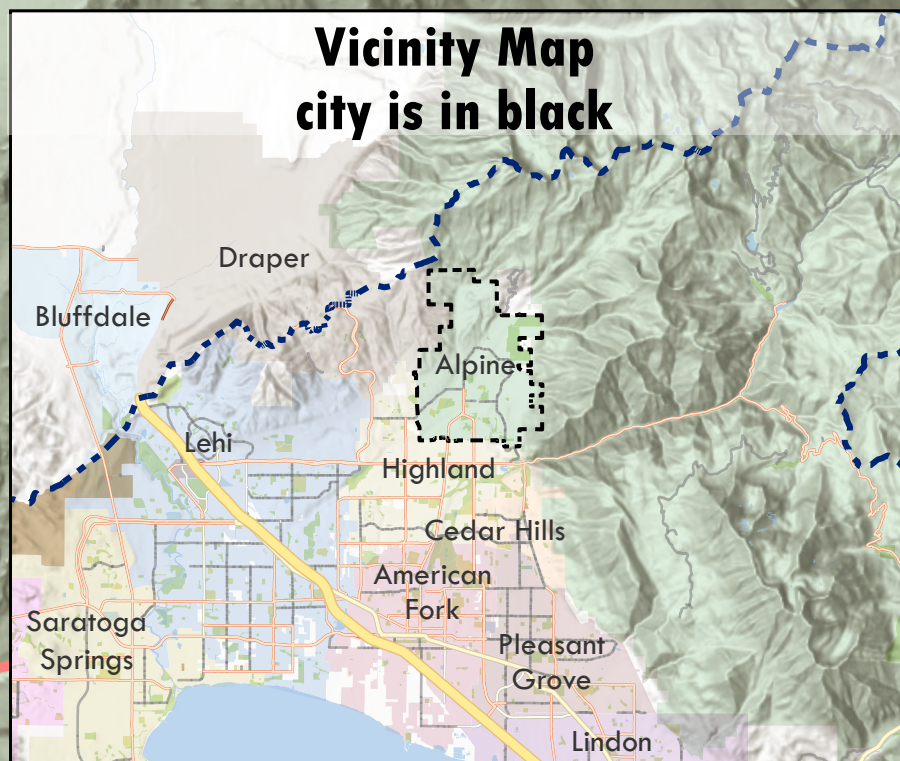 Vicinity Map
city is in black
Draper
Bluffdale
Alpine
Lehi
Highland
Cedar Hills
American
Fork
Saratoga
Springs
Pleasant
Grove
Lindon